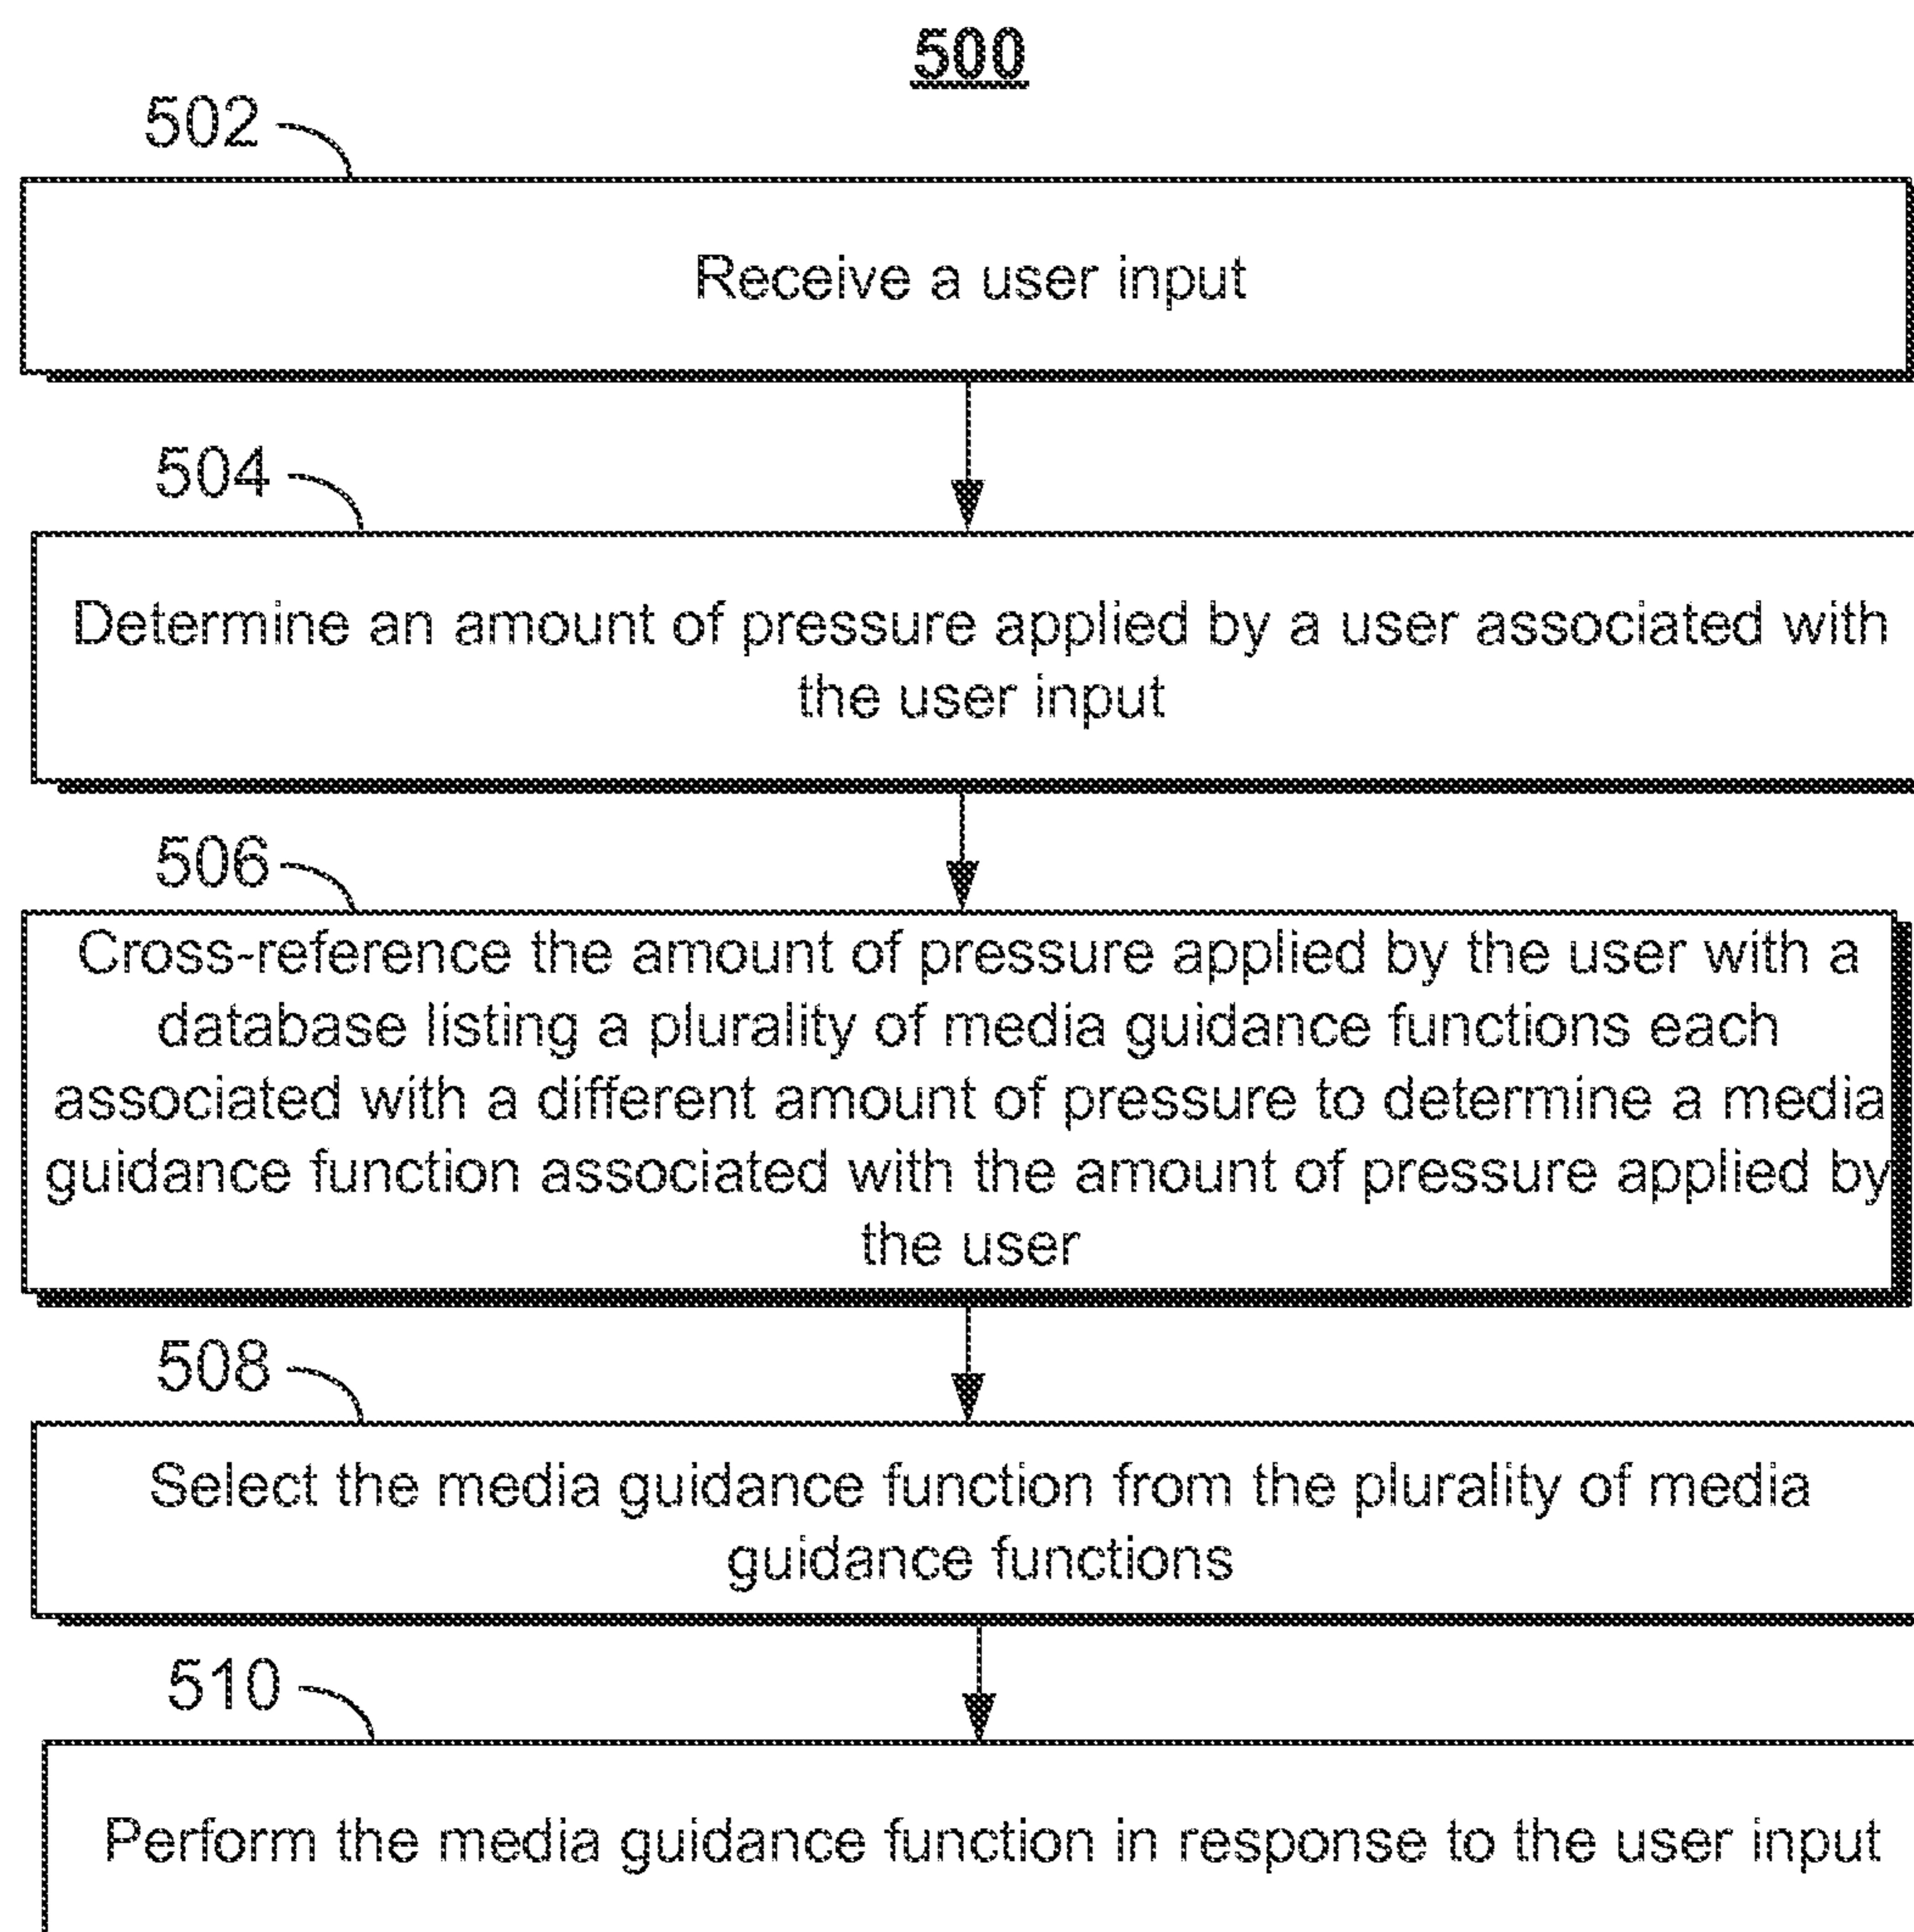 500
502
Receive a user input
504
Determine an amount of pressure applied by a user associated with
the user input
506
Cross-reference the amount of pressure applied by the user with a
database listing a plurality of media guidance functions each
associated with a different amount of pressure to determine a media
guidance function associated with the amount of pressure applied by
the user
508
Select the media guidance function from the plurality of media
guidance functions
510
Perform the media guidance function in response to the user input